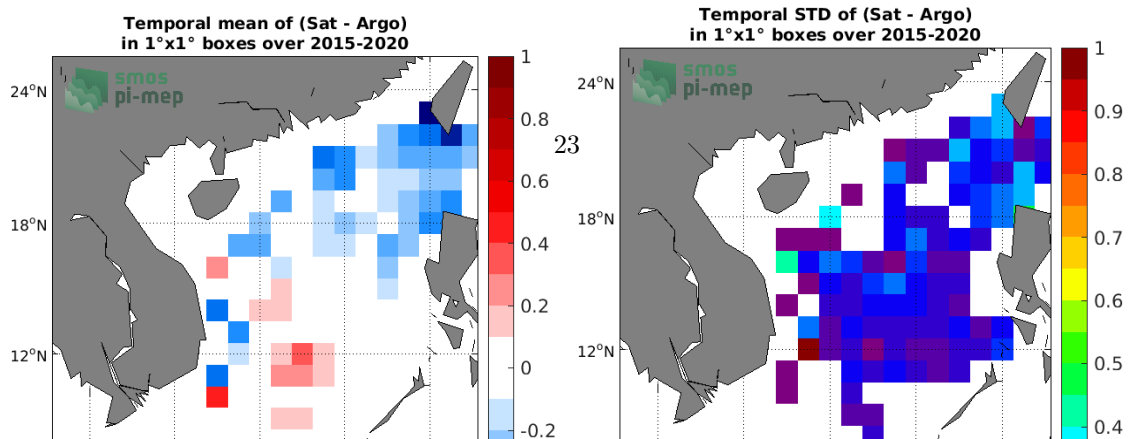 Temporal mean of (Sat - Argo)
in 1°x1° boxes over 2015-2020
smos
pi-mep
24°N
18°N
12°N
1
0.8
0.6
0.4
0.2
0
-0.2
23
Temporal STD of (Sat - Argo)
in 1°x1° boxes over 2015-2020
smos
pi-mep
24°N
18°N
12°N
1
0.9
0.8
0.7
0.6
0.5
0.4